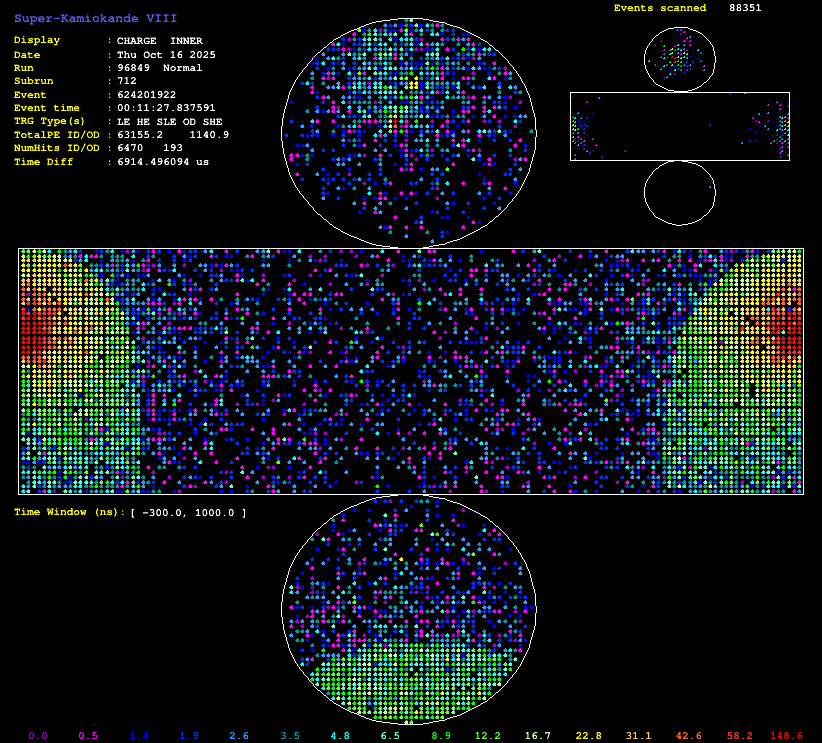 Super-Kamiokande VIII
Events scanned 88351
Display : CHARGE INNER
Date : Thu Oct 16 2025
Run : 96849 Normal
Subrun : 712
Event : 624201922
Event time : 00:11:27.837591
TRG Type(s) : LE HE SLE OD SHE
TotalPE ID/OD : 63155.2 1140.9
NumHits ID/OD : 6470 193
Time Diff : 6914.496094 us
Time Window (ns): [ -300.0, 1000.0 ]
0.0 0.5 1.4 1.9 2.6 3.5 4.8 6.5 8.9 12.2 16.7 22.8 31.1 42.6 58.2 148.6